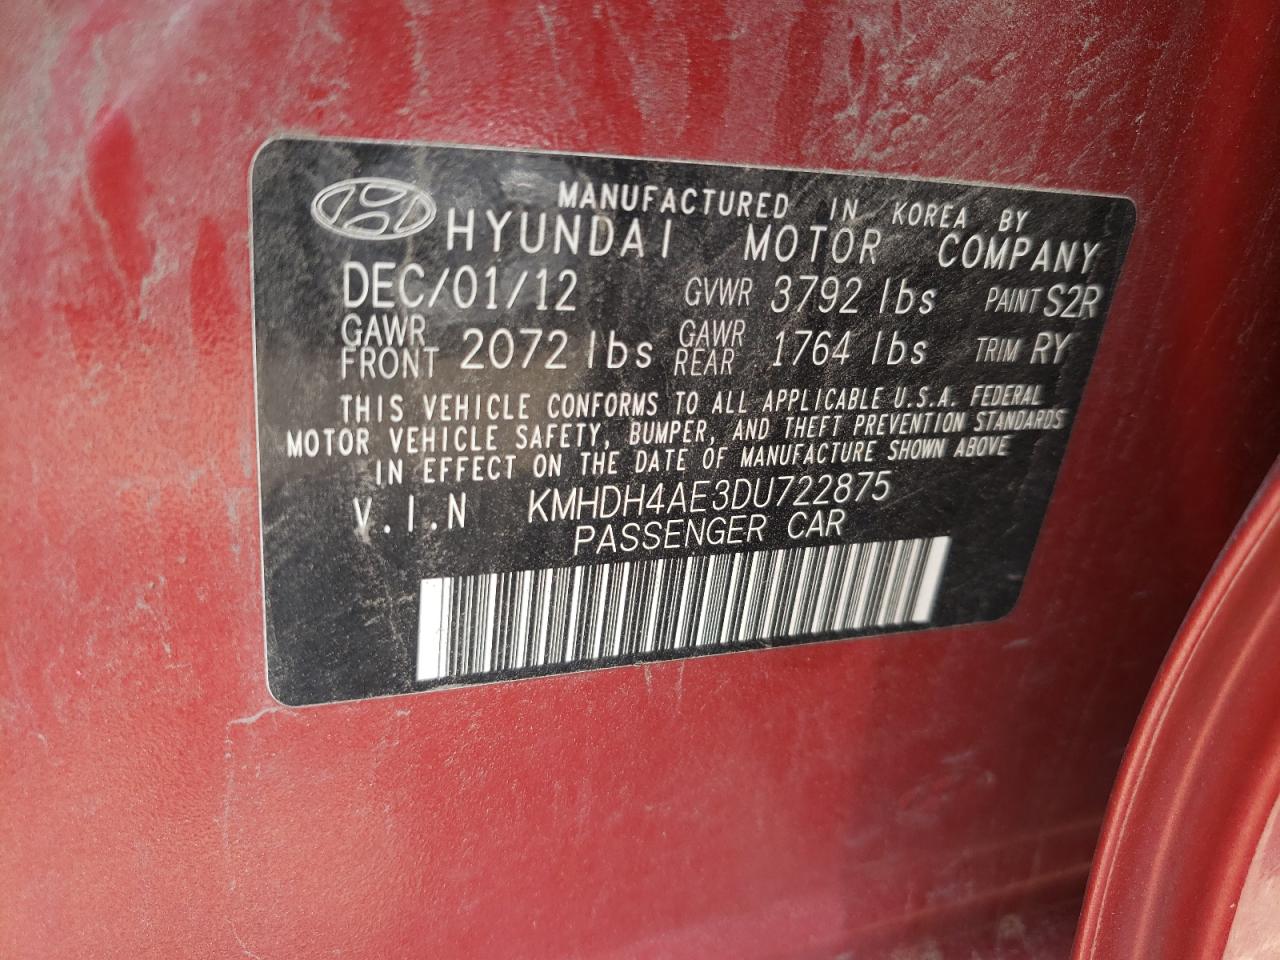 MANUFACTURED IN KOREA BY
HYUNDAI MOTOR COMPANY
DEC/01/12 GVWR 3792 lbs PAINT S2R
GAWR FRONT 2072 lbs GAWR REAR 1764 lbs TRIM RY
THIS VEHICLE CONFORMS TO ALL APPLICABLE U.S.A. FEDERAL
MOTOR VEHICLE SAFETY, BUMPER, AND THEFT PREVENTION STANDARDS
IN EFFECT ON THE DATE OF MANUFACTURE SHOWN ABOVE
V.I.N KMHDH4AE3DU722875
PASSENGER CAR